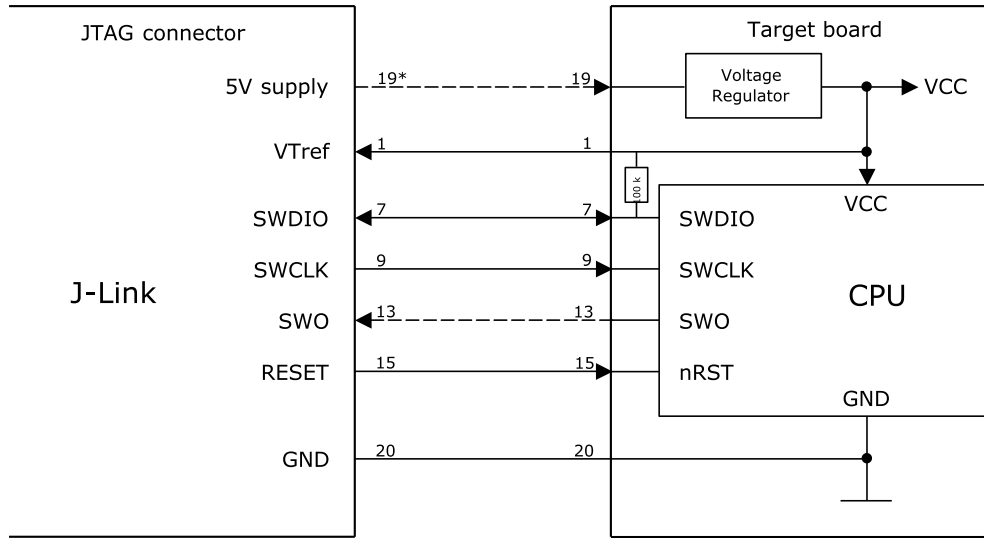 JTAG connector
Target board
5V supply
19*
19
Voltage
Regulator
VCC
VTref
1
1
100 k
VCC
SWDIO
7
7
SWDIO
SWCLK
9
9
SWCLK
J-Link
CPU
SWO
13
13
SWO
RESET
15
15
nRST
GND
GND
20
20